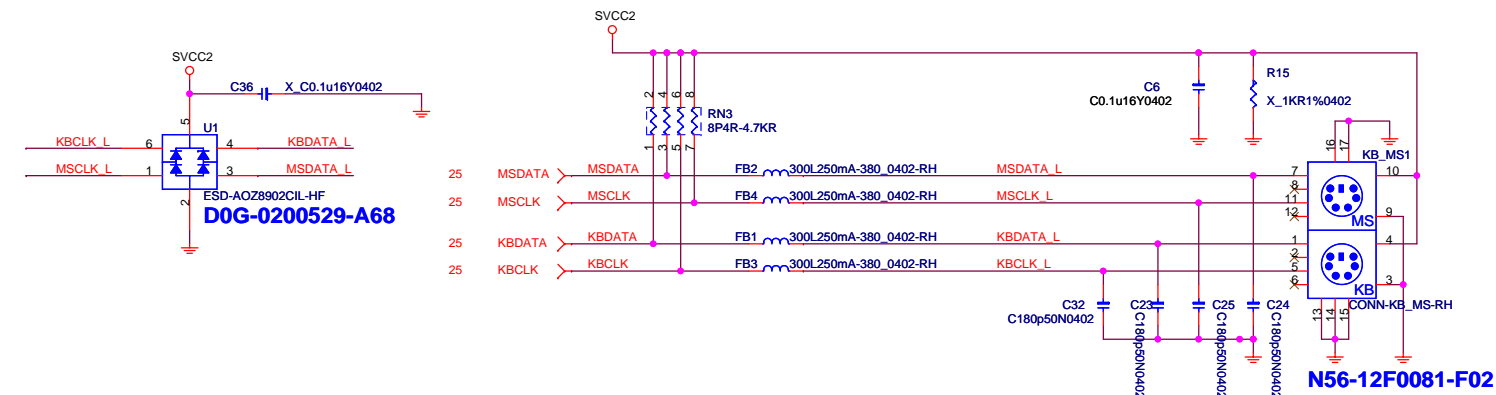 SVCC2
C36 X_C0.1u16Y0402
5
U1
KBCLK_L 6 4 KBDATA_L
MSCLK_L 1 3 MSDATA_L
2
ESD-AOZ8902CIL-HF
D0G-0200529-A68
SVCC2
2 4 6 8
RN3
8P4R-4.7KR
1 3 5 7
C6
C0.1u16Y0402
R15
X_1KR1%0402
25 MSDATA MSDATA FB2 300L250mA-380_0402-RH MSDATA_L
25 MSCLK MSCLK FB4 300L250mA-380_0402-RH MSCLK_L
25 KBDATA KBDATA FB1 300L250mA-380_0402-RH KBDATA_L
25 KBCLK KBCLK FB3 300L250mA-380_0402-RH KBCLK_L
16 17
KB_MS1
7 10
8
11
12 9
MS
1 4
2
5
6 3
KB
CONN-KB_MS-RH
13 14 15
C32
C180p50N0402
C23
C180p50N0402
C25
C180p50N0402
C24
C180p50N0402
N56-12F0081-F02